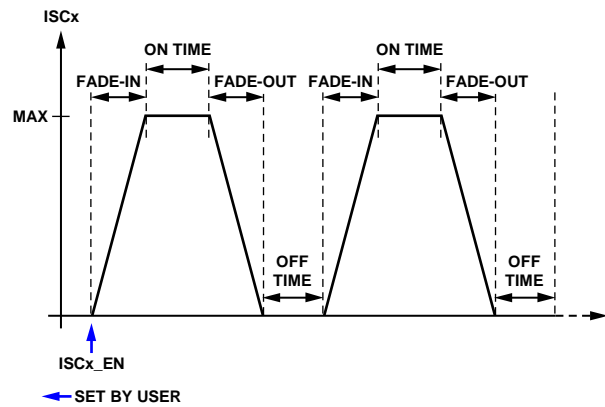 ISCx
ON TIME
ON TIME
FADE-IN
FADE-OUT
FADE-IN
FADE-OUT
MAX
OFF
TIME
OFF
TIME
ISCx_EN
SET BY USER